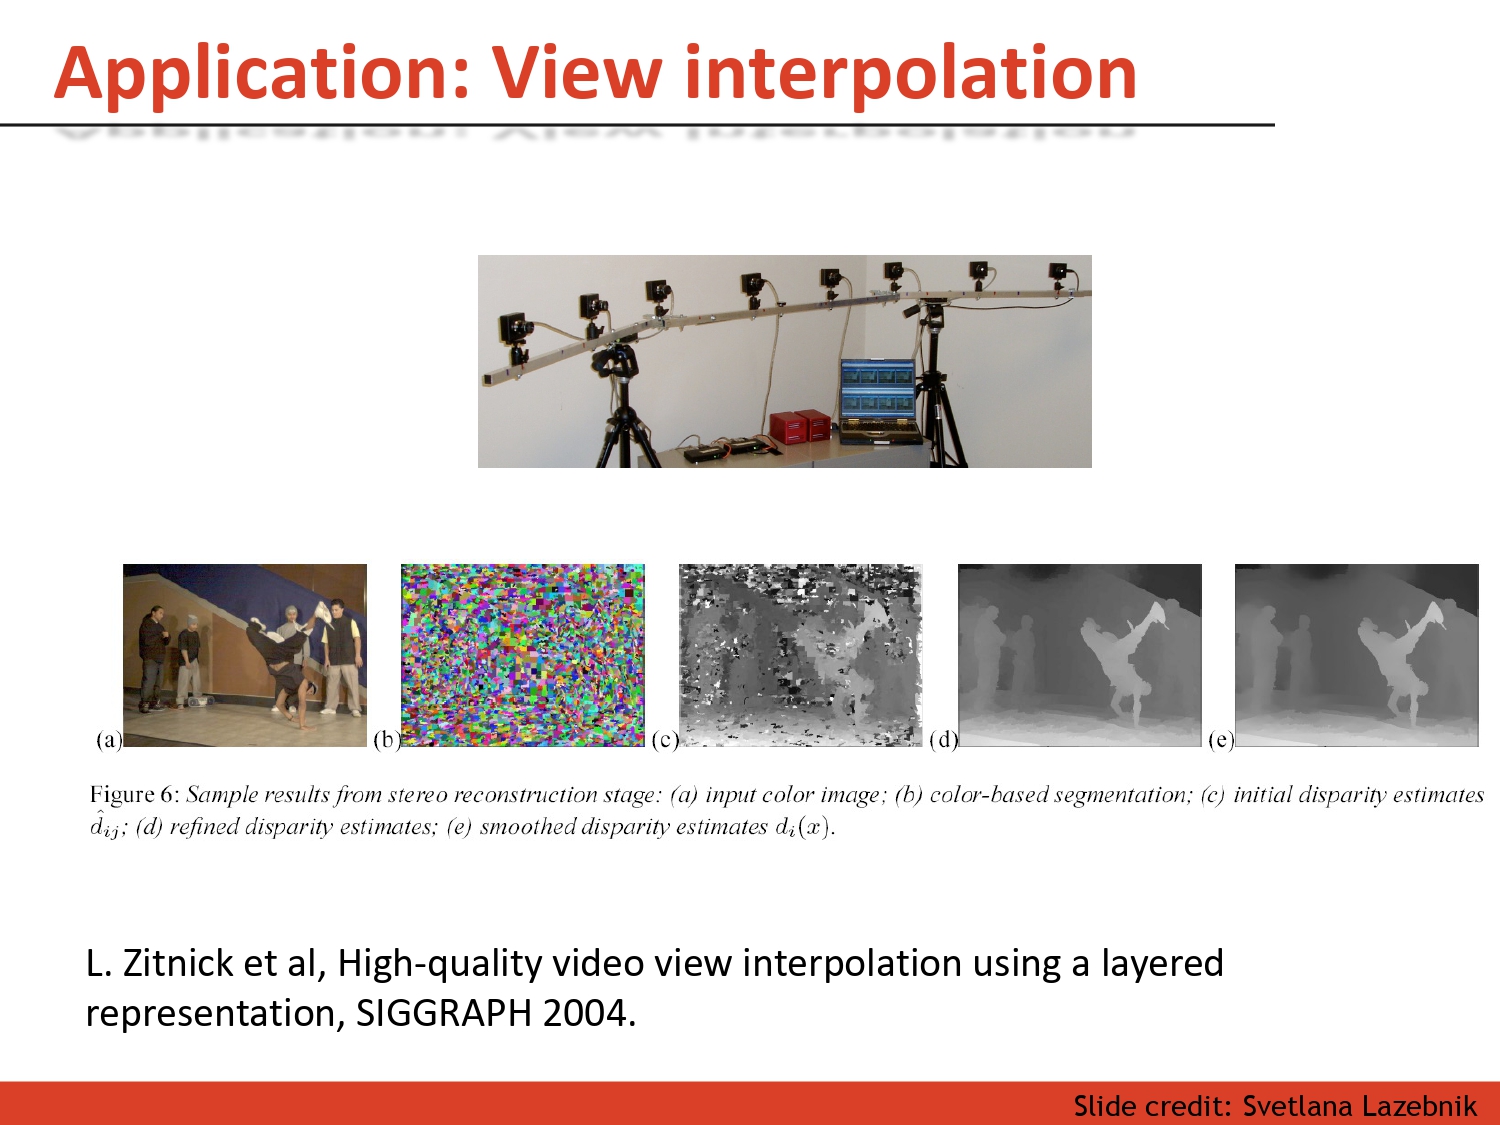 Application: View interpolation
(a) (b) (c) (d) (e)
Figure 6: Sample results from stereo reconstruction stage: (a) input color image; (b) color-based segmentation; (c) initial disparity estimates
d̂ij; (d) refined disparity estimates; (e) smoothed disparity estimates di(x).
L. Zitnick et al, High-quality video view interpolation using a layered
representation, SIGGRAPH 2004.
Slide credit: Svetlana Lazebnik